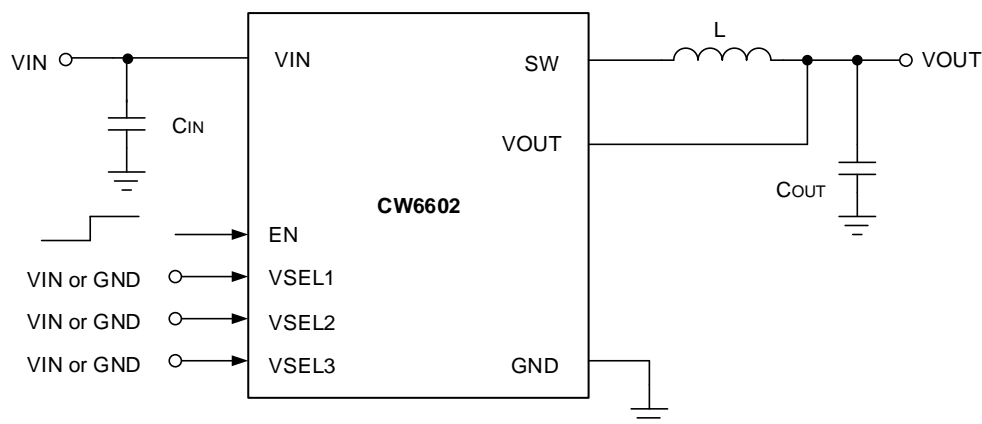 L
VIN
VIN
SW
VOUT
CIN
VOUT
COUT
CW6602
EN
VIN or GND
VSEL1
VIN or GND
VSEL2
VIN or GND
VSEL3
GND